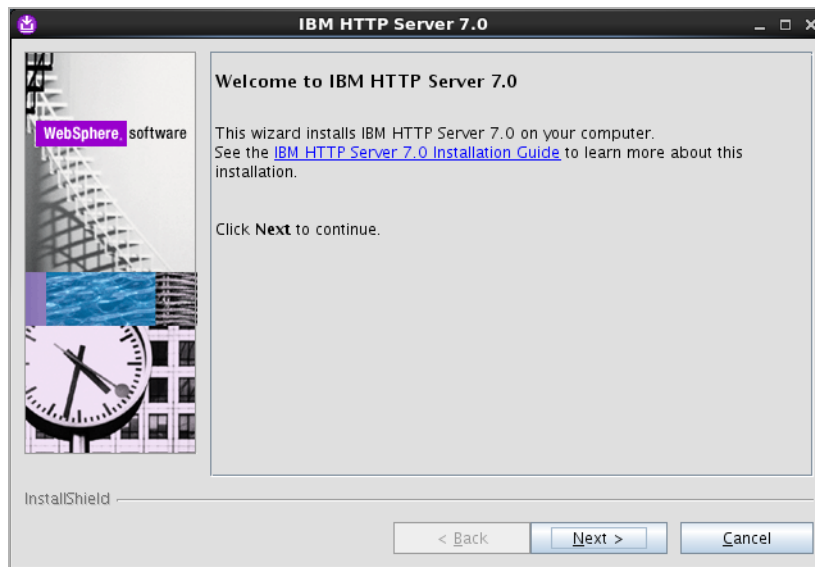 IBM HTTP Server 7.0
WebSphere. software
Welcome to IBM HTTP Server 7.0
This wizard installs IBM HTTP Server 7.0 on your computer.
See the IBM HTTP Server 7.0 Installation Guide to learn more about this
installation.
Click Next to continue.
InstallShield
< Back
Next >
Cancel